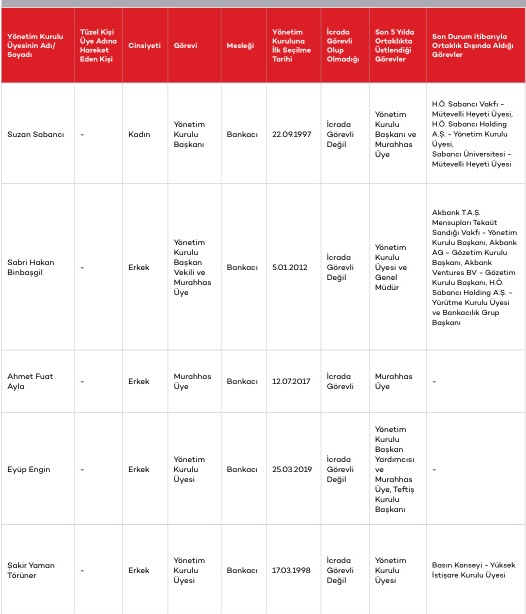 Yönetim Kurulu
Üyesinin Adı/
Soyadı
Tüzel Kişi
Üye Adına
Hareket
Eden Kişi
Cinsiyeti
Görevi
Mesleği
Yönetim
Kuruluna
İlk Seçilme
Tarihi
İcrada
Görevli
Olup
Olmadığı
Son 5 Yılda
Ortaklıkta
Üstlendiği
Görevler
Son Durum itibarıyla
Ortaklık Dışında Aldığı
Görevler
Suzan Sabancı
-
Kadın
Yönetim
Kurulu
Başkanı
Bankacı
22.09.1997
İcrada
Görevli
Değil
Yönetim
Kurulu
Başkanı ve
Murahhas
Üye
H.Ö. Sabancı Vakfı -
Mütevelli Heyeti Üyesi,
H.Ö. Sabancı Holding
A.Ş. - Yönetim Kurulu
Üyesi,
Sabancı Üniversitesi -
Mütevelli Heyeti Üyesi
Sabri Hakan
Binbaşgil
-
Erkek
Yönetim
Kurulu
Başkan
Vekili ve
Murahhas
Üye
Bankacı
5.01.2012
İcrada
Görevli
Değil
Yönetim
Kurulu
Üyesi ve
Genel
Müdür
Akbank T.A.Ş.
Mensupları Tekaüt
Sandığı Vakfı - Yönetim
Kurulu Başkanı, Akbank
AG - Gözetim Kurulu
Başkanı, Akbank
Ventures BV - Gözetim
Kurulu Başkanı, H.Ö.
Sabancı Holding A.Ş. -
Yürütme Kurulu Üyesi
ve Bankacılık Grup
Başkanı
Ahmet Fuat
Ayla
-
Erkek
Murahhas
Üye
Bankacı
12.07.2017
İcrada
Görevli
Murahhas
Üye
-
Eyüp Engin
-
Erkek
Yönetim
Kurulu
Üyesi
Bankacı
25.03.2019
İcrada
Görevli
Değil
Yönetim
Kurulu
Başkan
Yardımcısı
ve
Murahhas
Üye, Teftiş
Kurulu
Başkanı
-
Şakir Yaman
Törüner
-
Erkek
Yönetim
Kurulu
Üyesi
Bankacı
17.03.1998
İcrada
Görevli
Değil
Yönetim
Kurulu
Üyesi
Basın Konseyi - Yüksek
İstişare Kurulu Üyesi